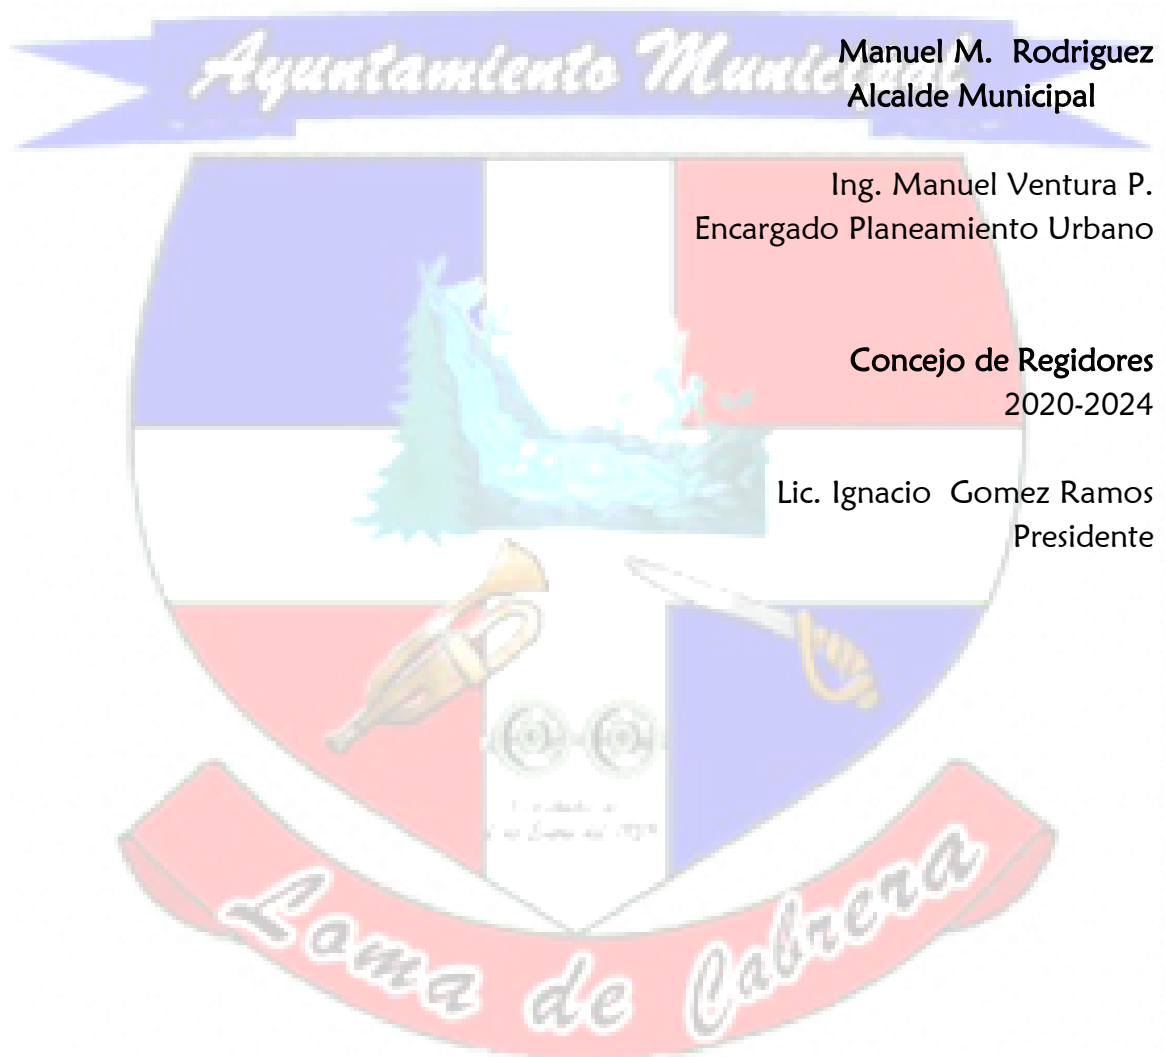 Ayuntamiento Municipal
Manuel M.  Rodriguez
Alcalde Municipal
Ing. Manuel Ventura P.
Encargado Planeamiento Urbano
Concejo de Regidores
2020-2024
Lic. Ignacio  Gomez Ramos
Presidente
Loma de Cabrera